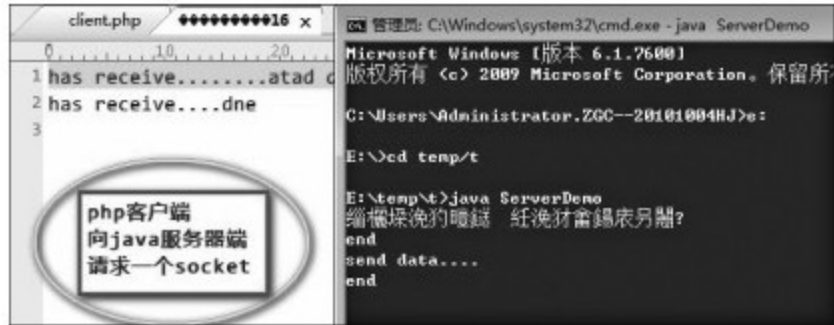 client.php
◆◆◆◆◆◆◆◆◆16 x
0 10 20
1 has receive........atad
2 has receive....dne
3
php客户端
向java服务器端
请求一个socket
管理员: C:\Windows\system32\cmd.exe - java ServerDemo
Microsoft Windows [版本 6.1.7600]
版权所有 (c) 2009 Microsoft Corporation。保留所
C:\Users\Administrator.ZGC--20101004HJ>e:
E:\>cd temp/t
E:\temp\t>java ServerDemo
end
send data....
end